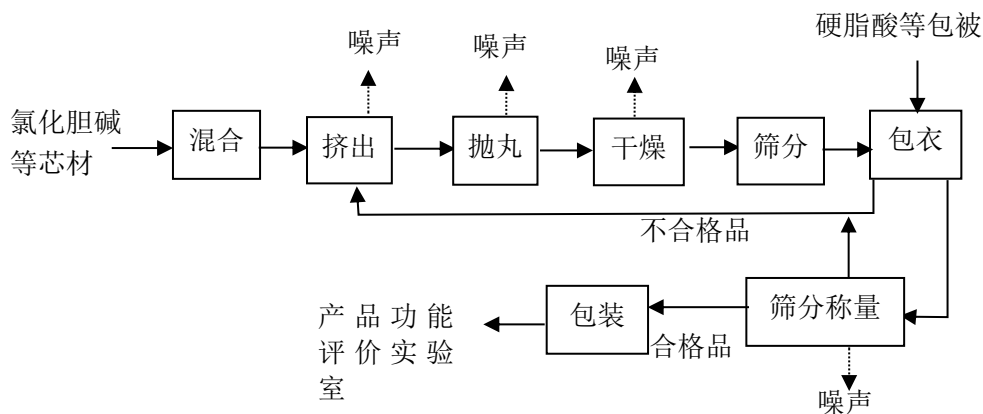 硬脂酸等包被
噪声
噪声
噪声
氯化胆碱
等芯材
混合
挤出
抛丸
干燥
筛分
包衣
不合格品
产品功能
评价实验
室
包装
合格品
筛分称量
噪声